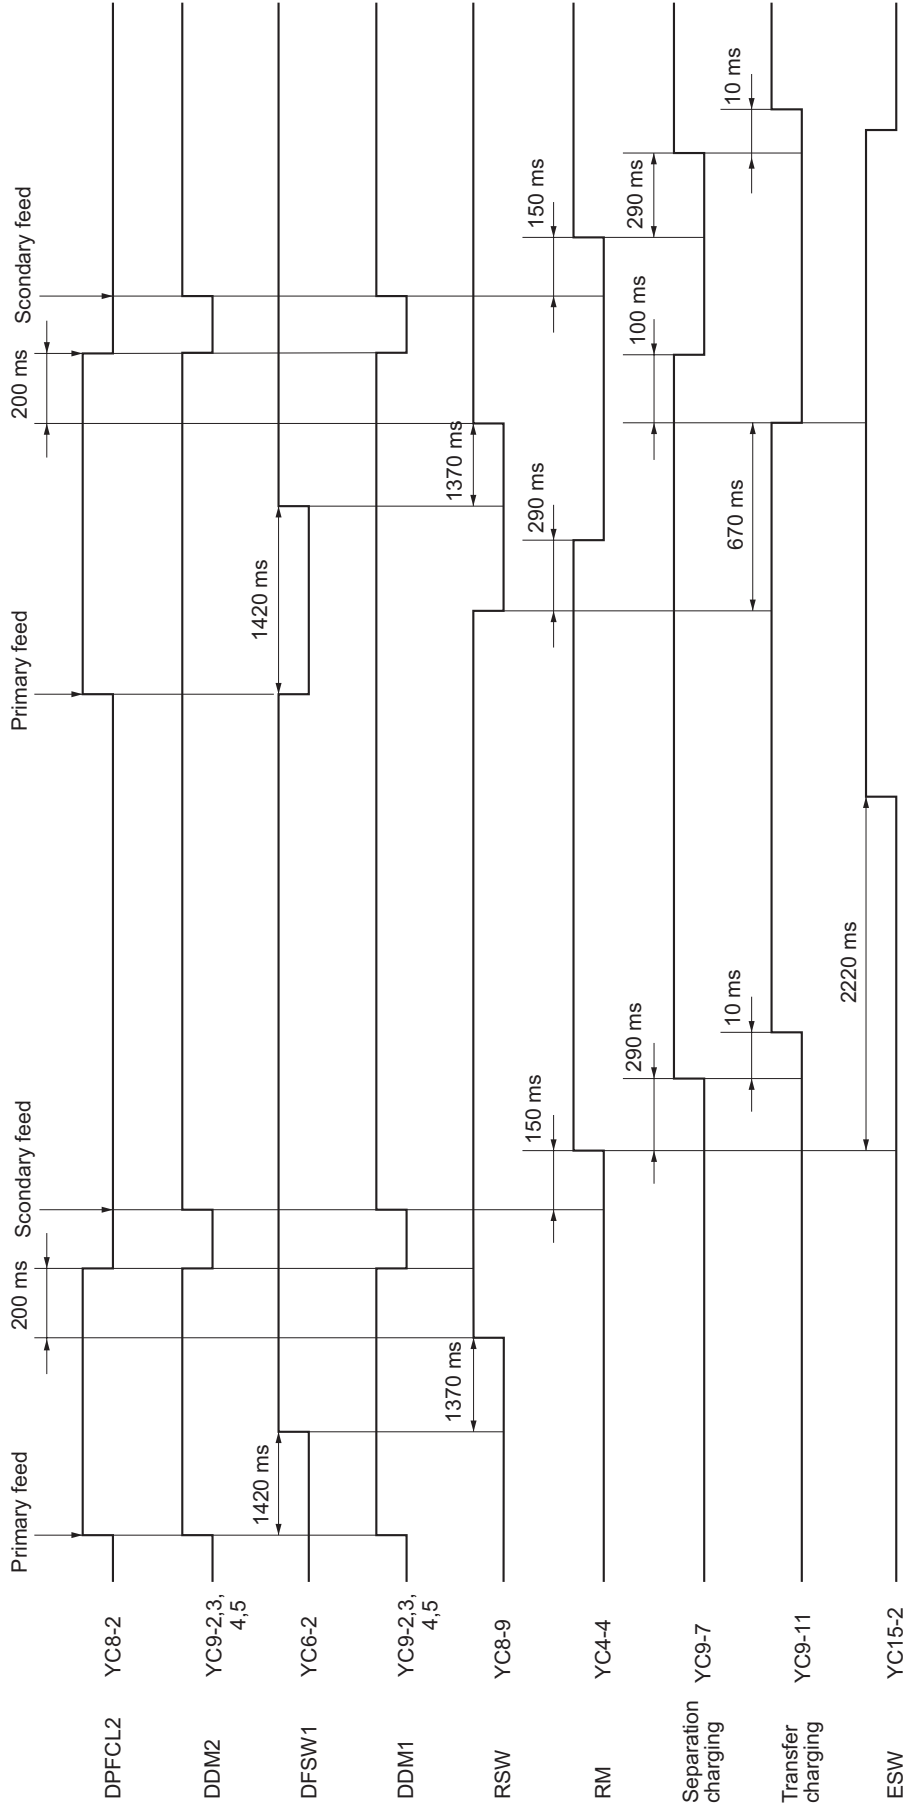 Primary feed
200 ms
Scondary feed
Primary feed
200 ms
Scondary feed
DPFCL2 YC8-2
DDM2 YC9-2,3,
4,5
DFSW1 YC6-2
1420 ms
1420 ms
DDM1 YC9-2,3,
4,5
RSW YC8-9
1370 ms
1370 ms
RM YC4-4
150 ms
290 ms
150 ms
Separation
charging
YC9-7
290 ms
100 ms
290 ms
Transfer
charging
YC9-11
10 ms
670 ms
10 ms
ESW YC15-2
2220 ms